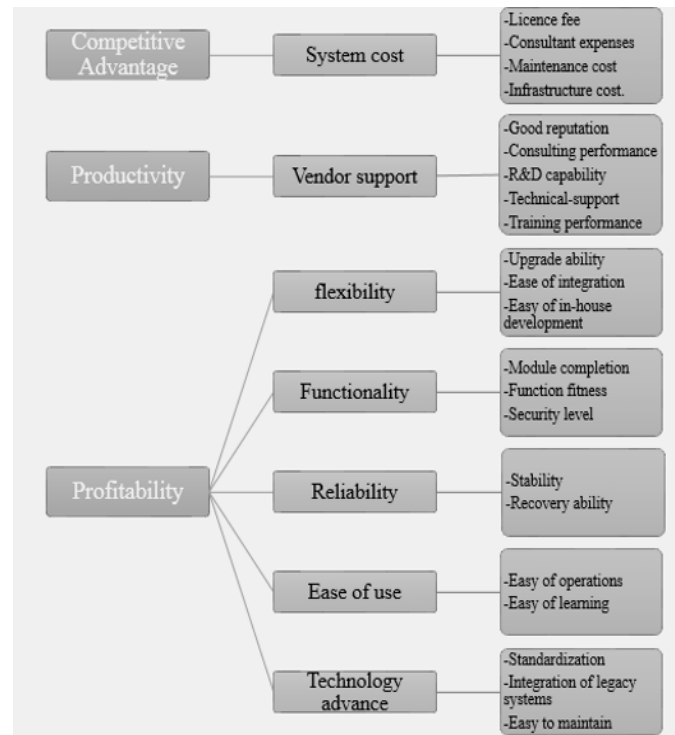 Competitive
Advantage
System cost
-Licence fee
-Consultant expenses
-Maintenance cost
-Infrastructure cost.
Productivity
Vendor support
-Good reputation
-Consulting performance
-R&D capability
-Technical-support
-Training performance
flexibility
-Upgrade ability
-Ease of integration
-Easy of in-house
development
Functionality
-Module completion
-Function fitness
-Security level
Profitability
Reliability
-Stability
-Recovery ability
Ease of use
-Easy of operations
-Easy of learning
Technology
advance
-Standardization
-Integration of legacy
systems
-Easy to maintain